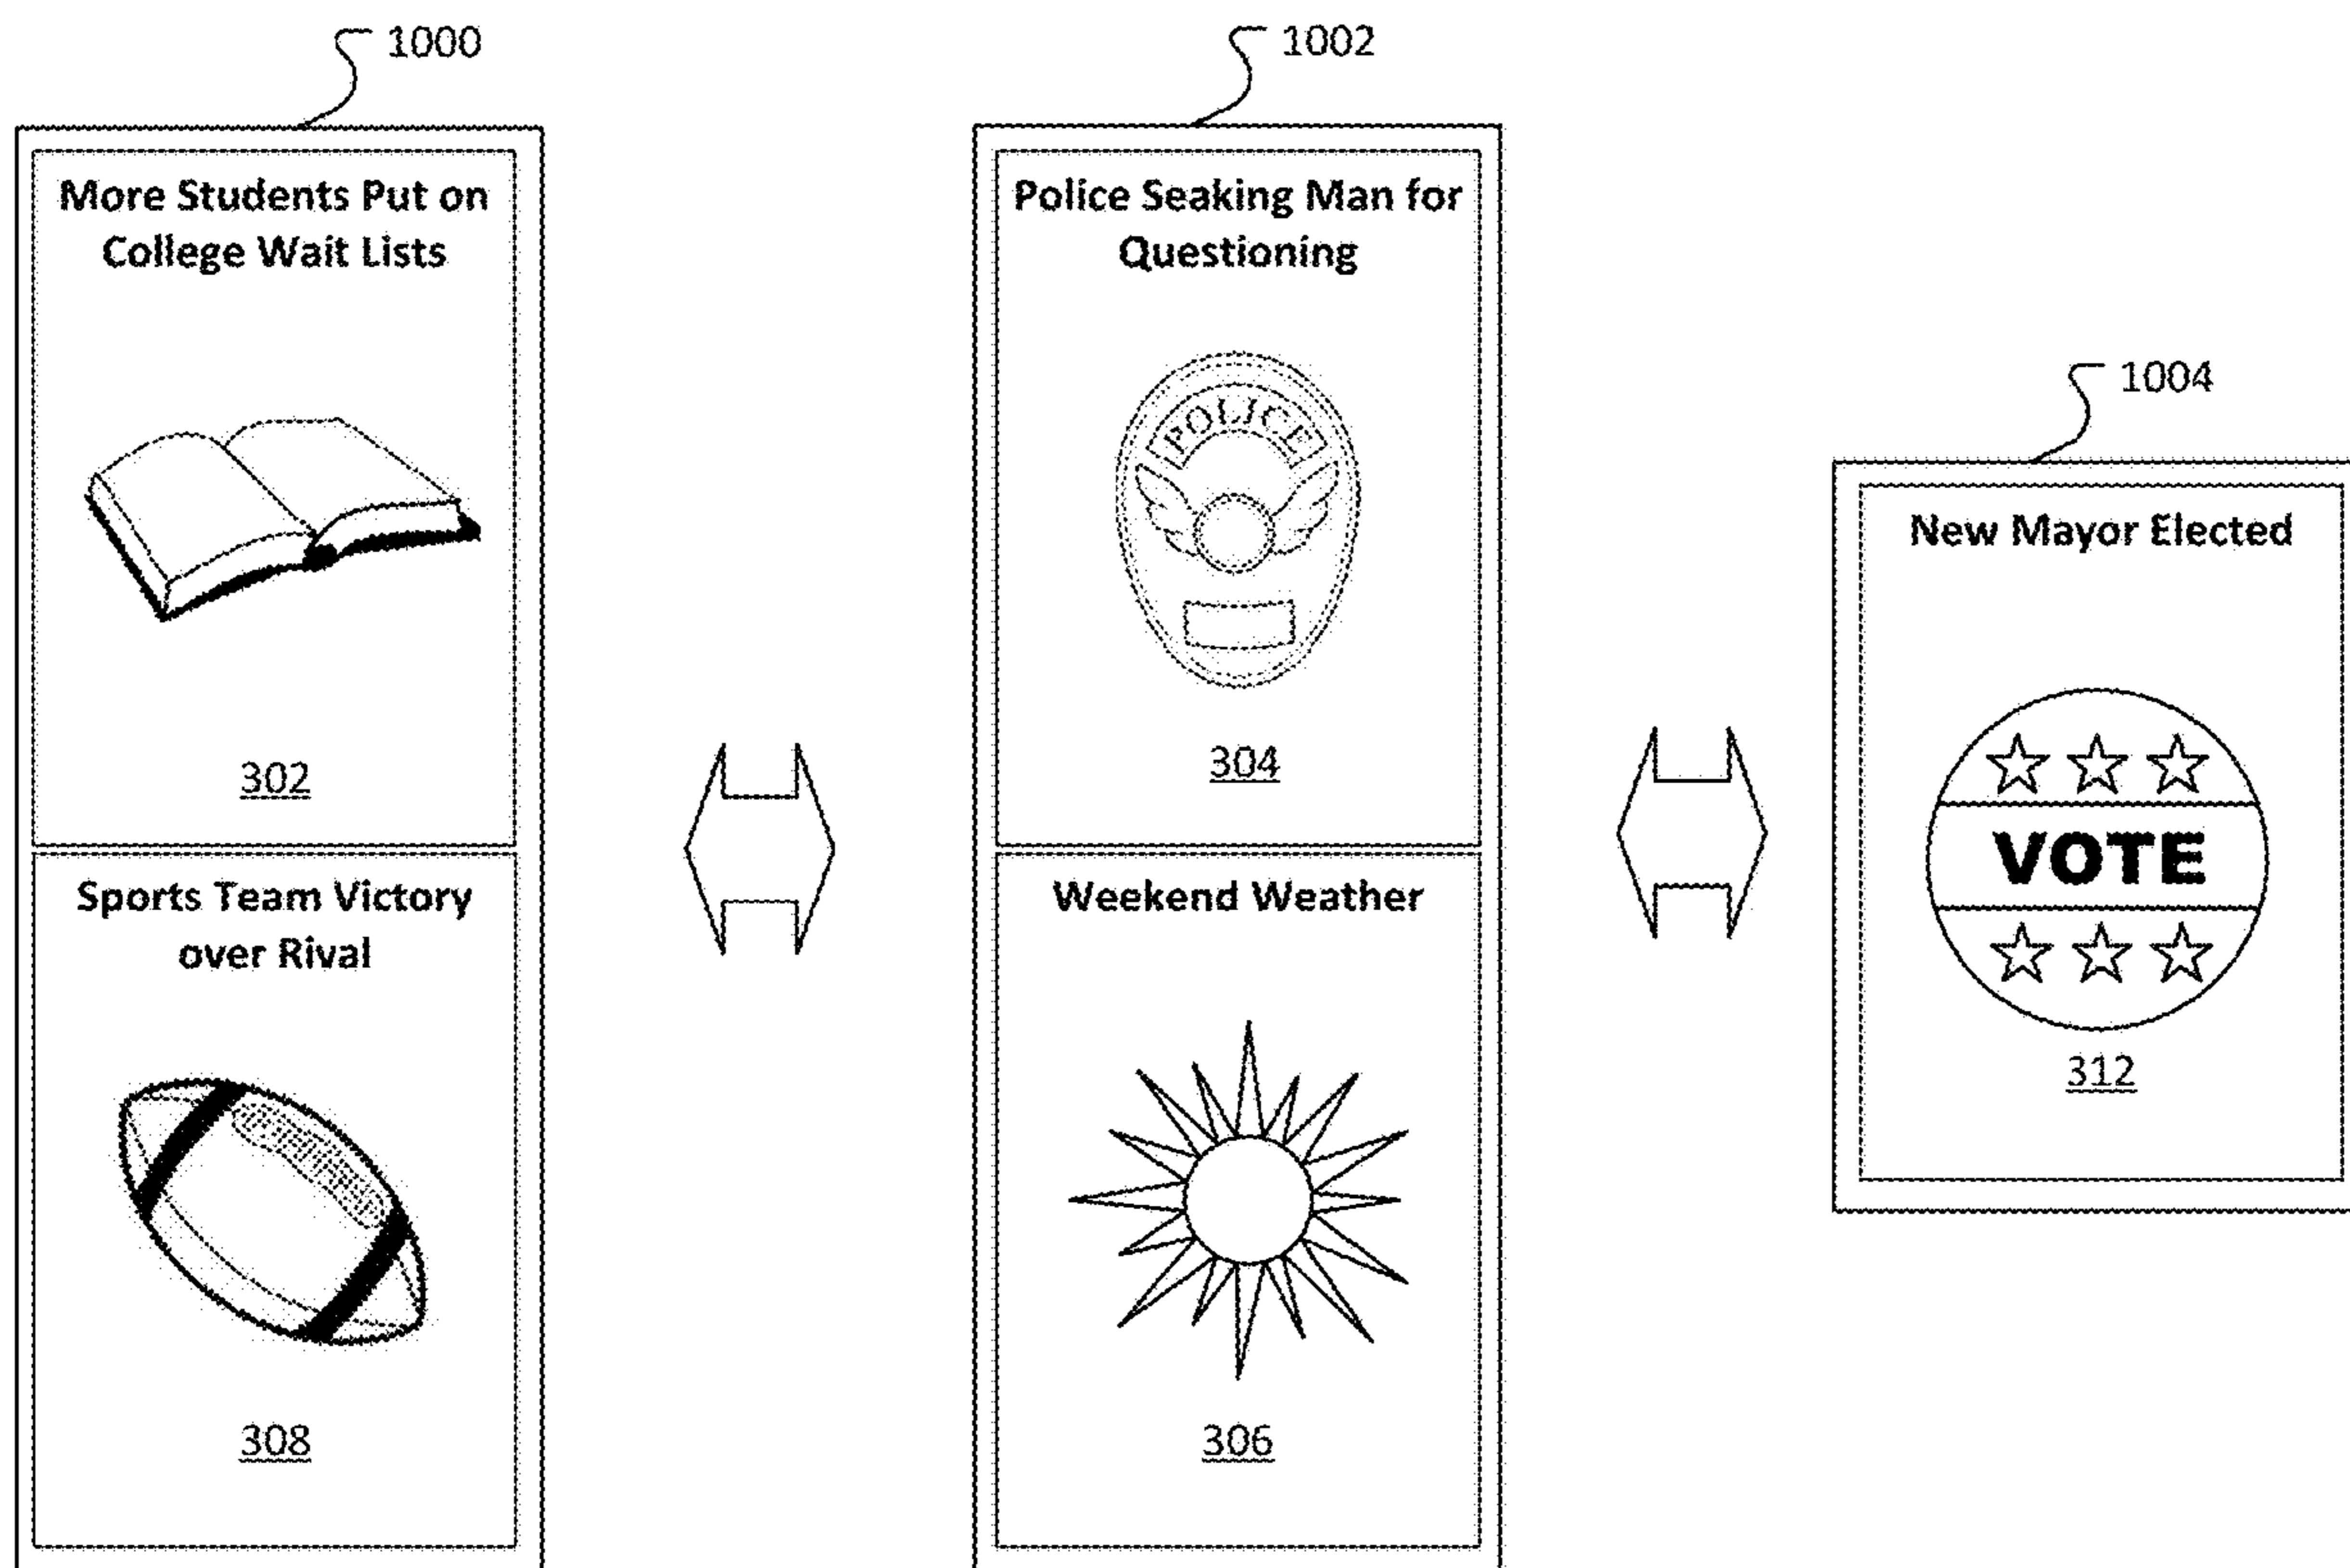 1000
More Students Put on
College Wait Lists
302
Sports Team Victory
over Rival
308
1002
Police Seaking Man for
Questioning
POLICE
304
Weekend Weather
306
1004
New Mayor Elected
VOTE
312